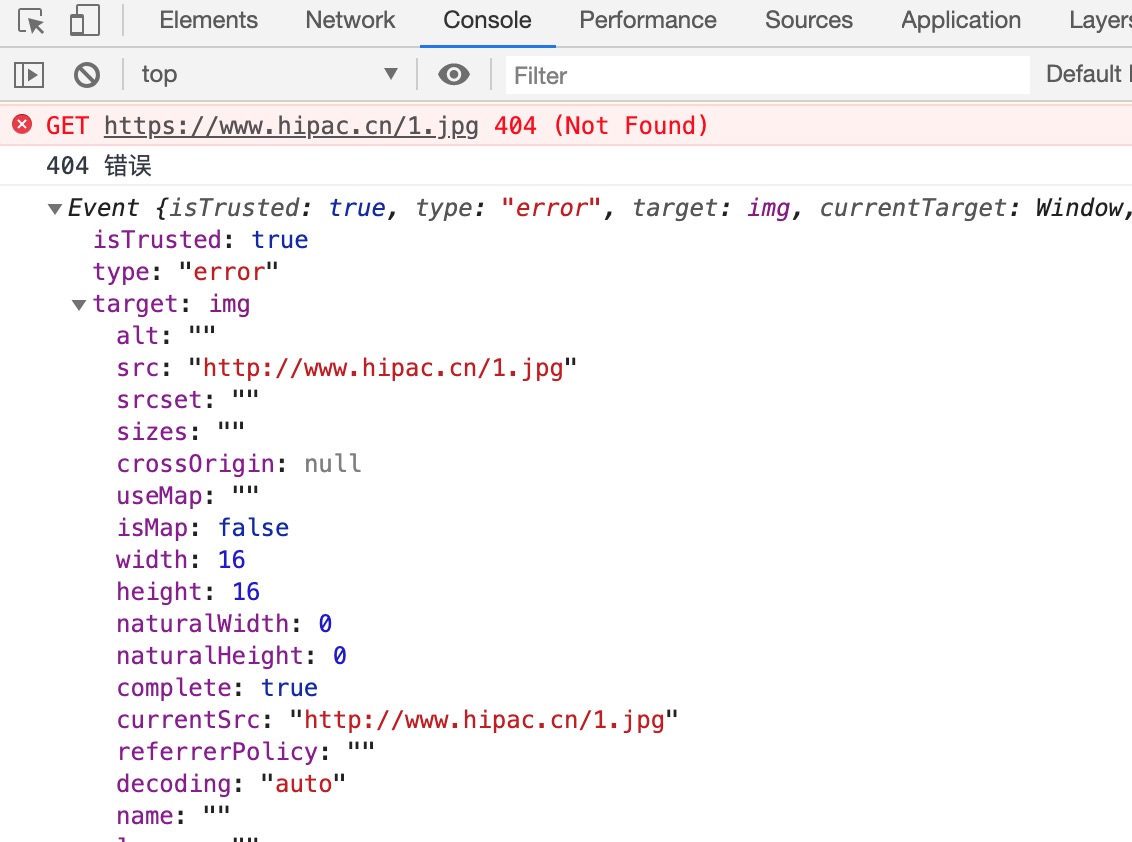 Elements Network Console Performance Sources Application Layers
top Filter Default
GET https://www.hipac.cn/1.jpg 404 (Not Found)
404 错误
Event {isTrusted: true, type: "error", target: img, currentTarget: Window,
isTrusted: true
type: "error"
target: img
alt: ""
src: "http://www.hipac.cn/1.jpg"
srcset: ""
sizes: ""
crossOrigin: null
useMap: ""
isMap: false
width: 16
height: 16
naturalWidth: 0
naturalHeight: 0
complete: true
currentSrc: "http://www.hipac.cn/1.jpg"
referrerPolicy: ""
decoding: "auto"
name: ""